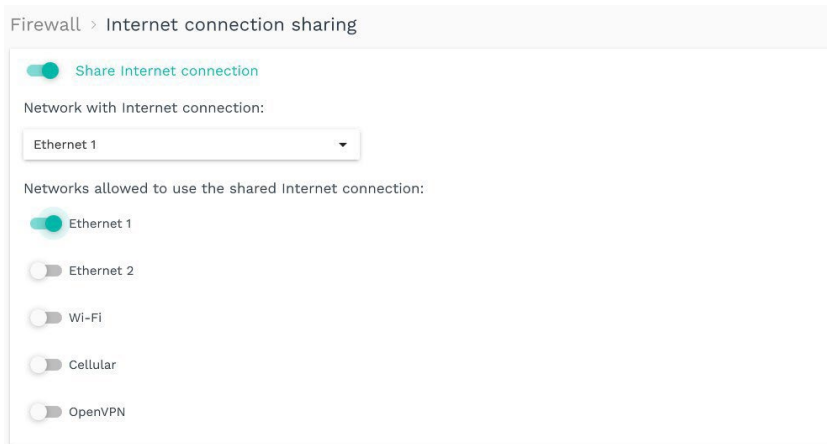 Firewall > Internet connection sharing
Share Internet connection
Network with Internet connection:
Ethernet 1
Networks allowed to use the shared Internet connection:
Ethernet 1
Ethernet 2
Wi-Fi
Cellular
OpenVPN